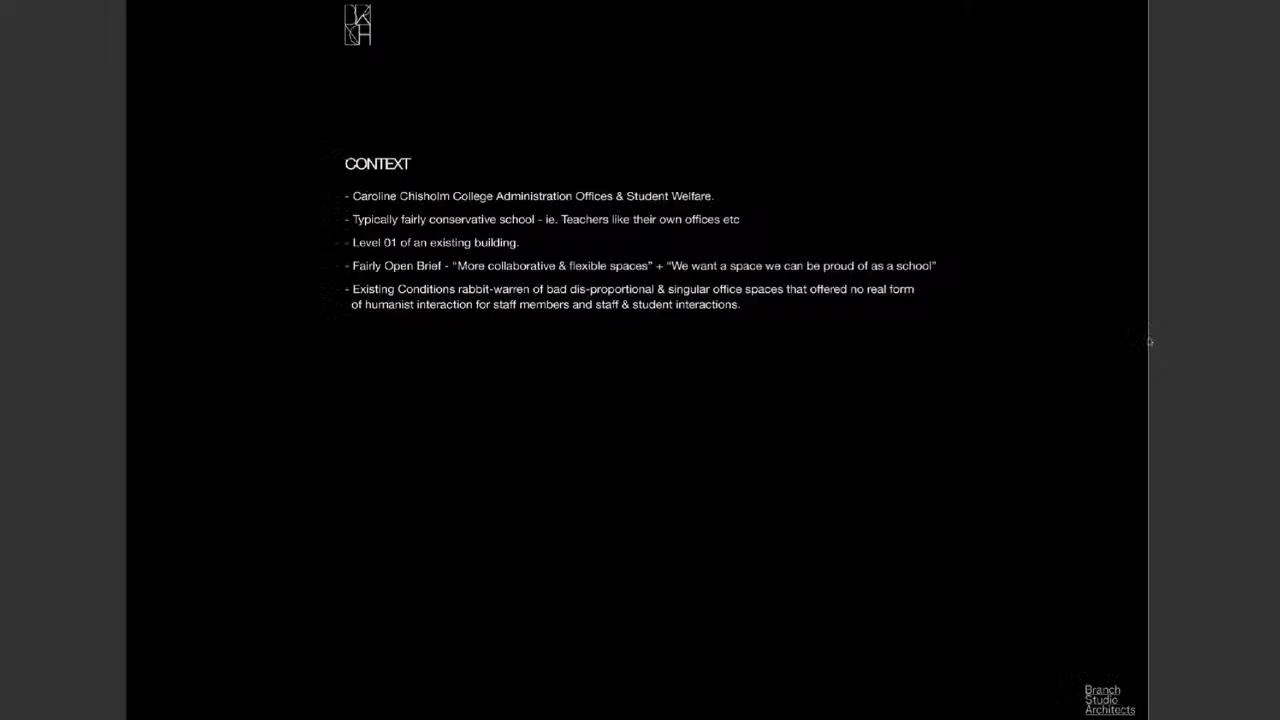 CONTEXT
- Caroline Chisholm College Administration Offices & Student Welfare.
- Typically fairly conservative school - ie. Teachers like their own offices etc
- Level 01 of an existing building.
- Fairly Open Brief - “More collaborative & flexible spaces” + “We want a space we can be proud of as a school”
- Existing Conditions rabbit-warren of bad dis-proportional & singular office spaces that offered no real form
of humanist interaction for staff members and staff & student interactions.
Branch
Studio
Architects